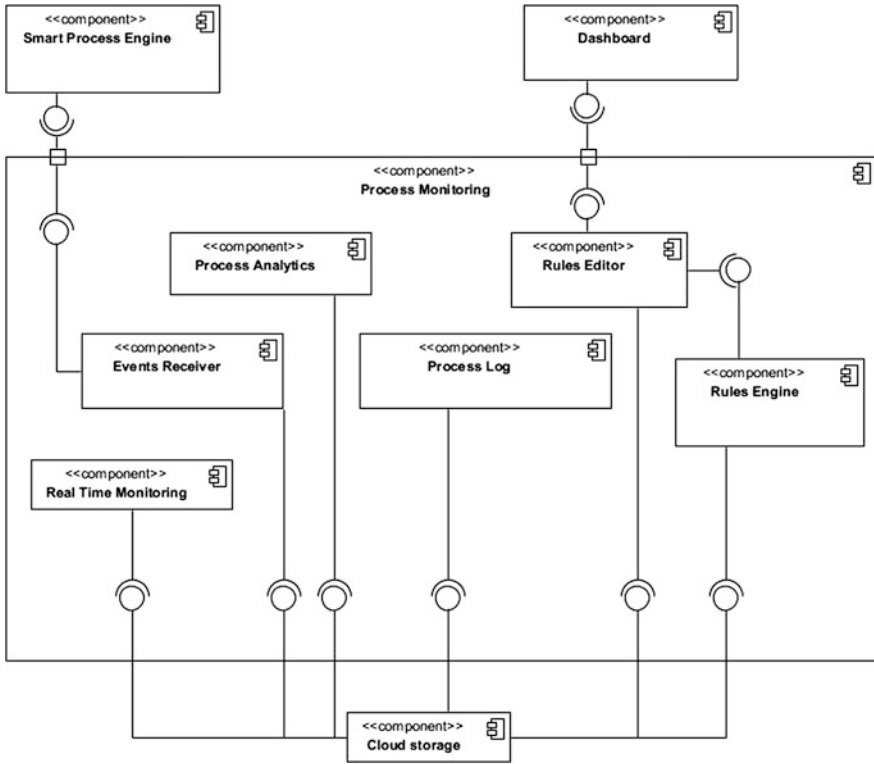 <<component>>
Smart Process Engine
<<component>>
Dashboard
<<component>>
Process Monitoring
<<component>>
Process Analytics
<<component>>
Rules Editor
<<component>>
Events Receiver
<<component>>
Process Log
<<component>>
Rules Engine
<<component>>
Real Time Monitoring
<<component>>
Cloud storage